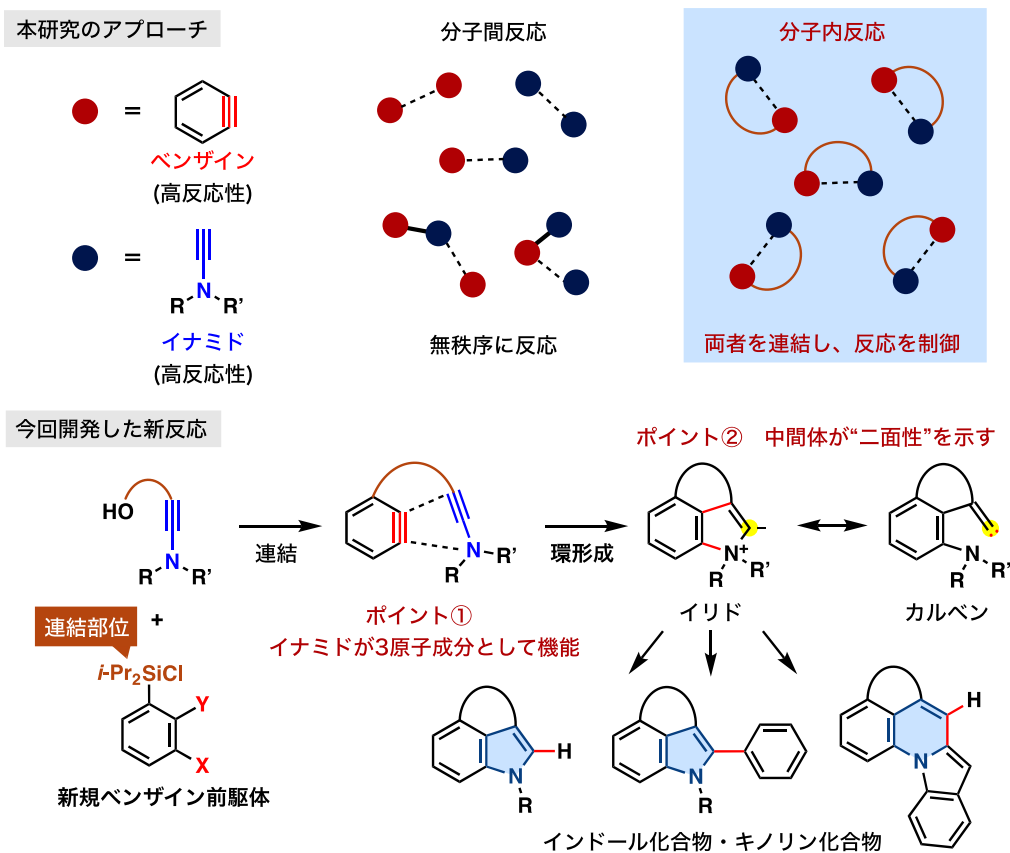 本研究のアプローチ
分子間反応
分子内反応
=
ベンザイン
(高反応性)
=
N
R
R'
イナミド
(高反応性)
無秩序に反応
両者を連結し、反応を制御
今回開発した新反応
ポイント② 中間体が“二面性”を示す
HO
N
R
R'
連結
N
R
R'
環形成
N+
–
R
R'
イリド
N
R
R'
カルベン
+
連結部位
i-Pr2SiCl
Y
X
新規ベンザイン前駆体
ポイント①
イナミドが3原子成分として機能
H
N
R
N
R
H
N
インドール化合物・キノリン化合物